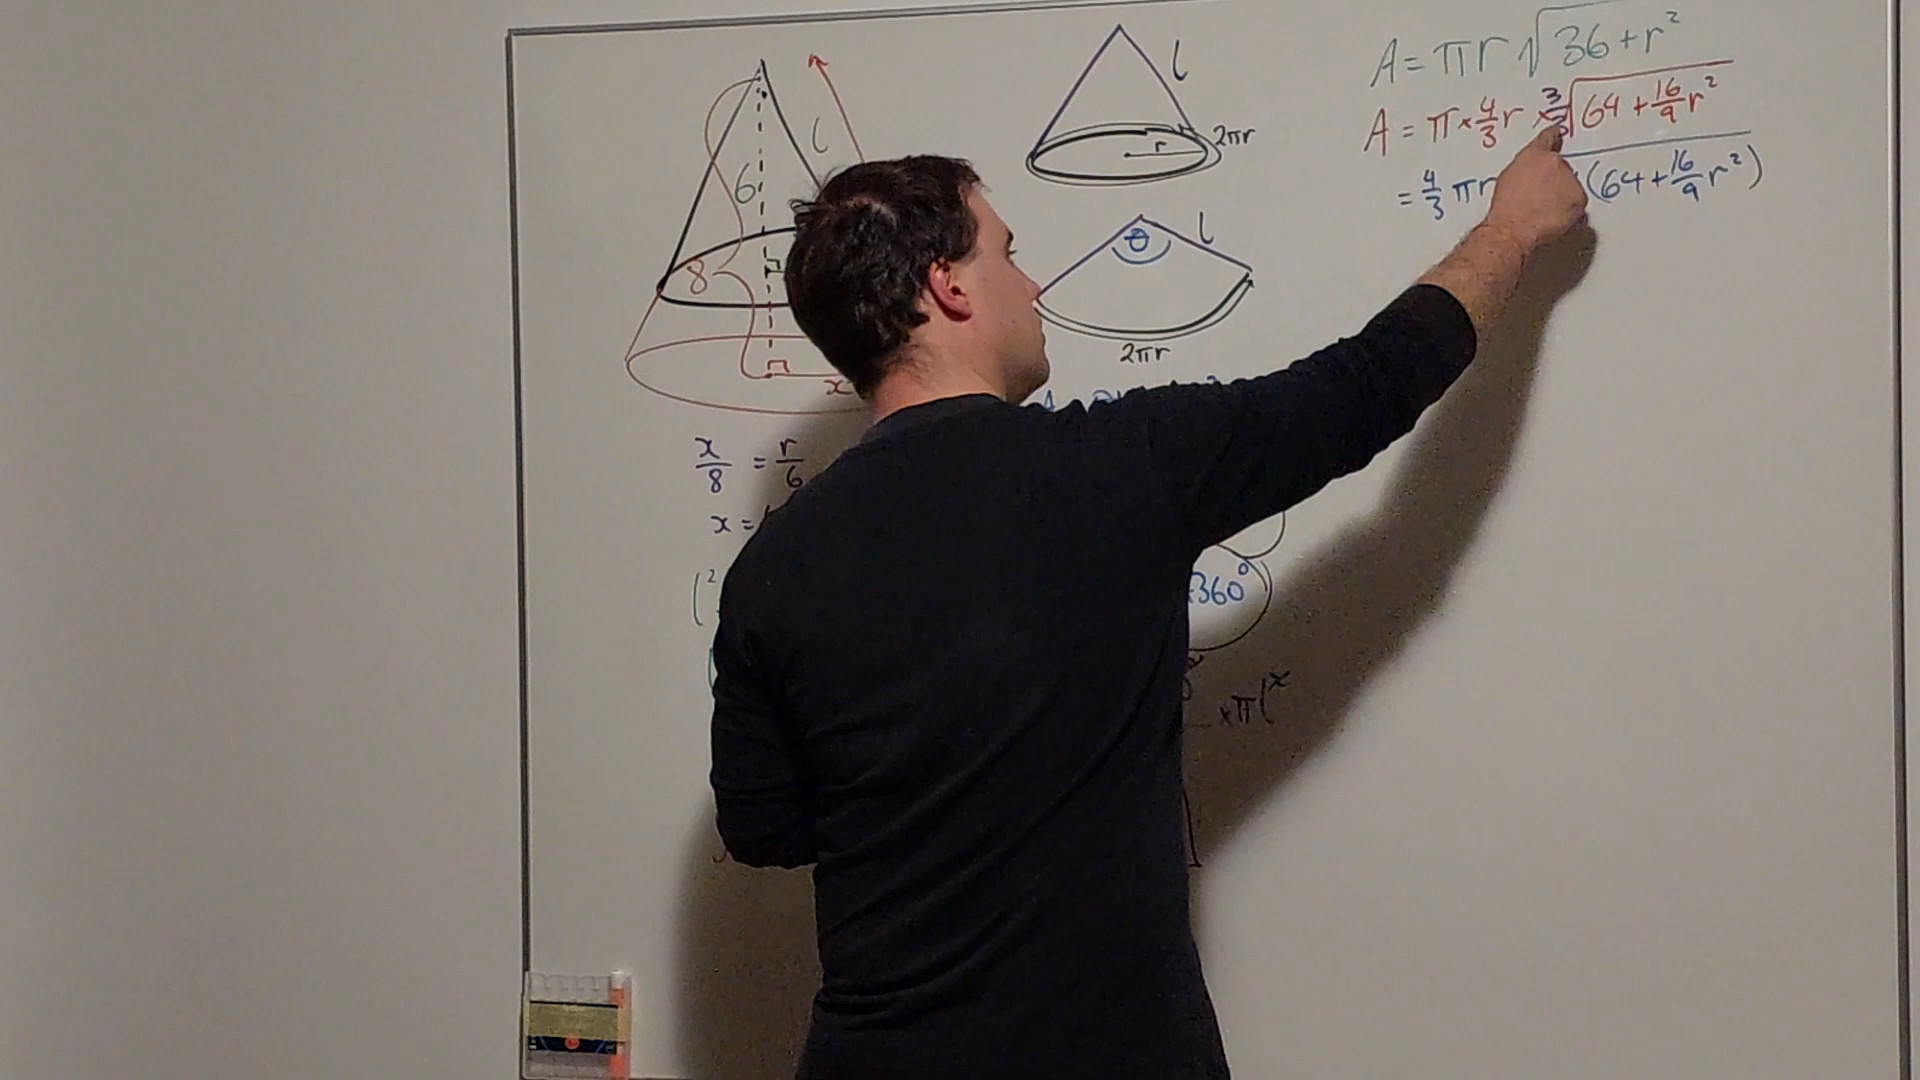 6
l
8
x
x/8 = r/6
x =
l²
l
2πr
r
θ
l
2πr
×360°
×πl
A = πr √36 + r²
A = π × 4/3 r × 3/ √64 + 16/9 r²
= 4/3 πr (64 + 16/9 r²)